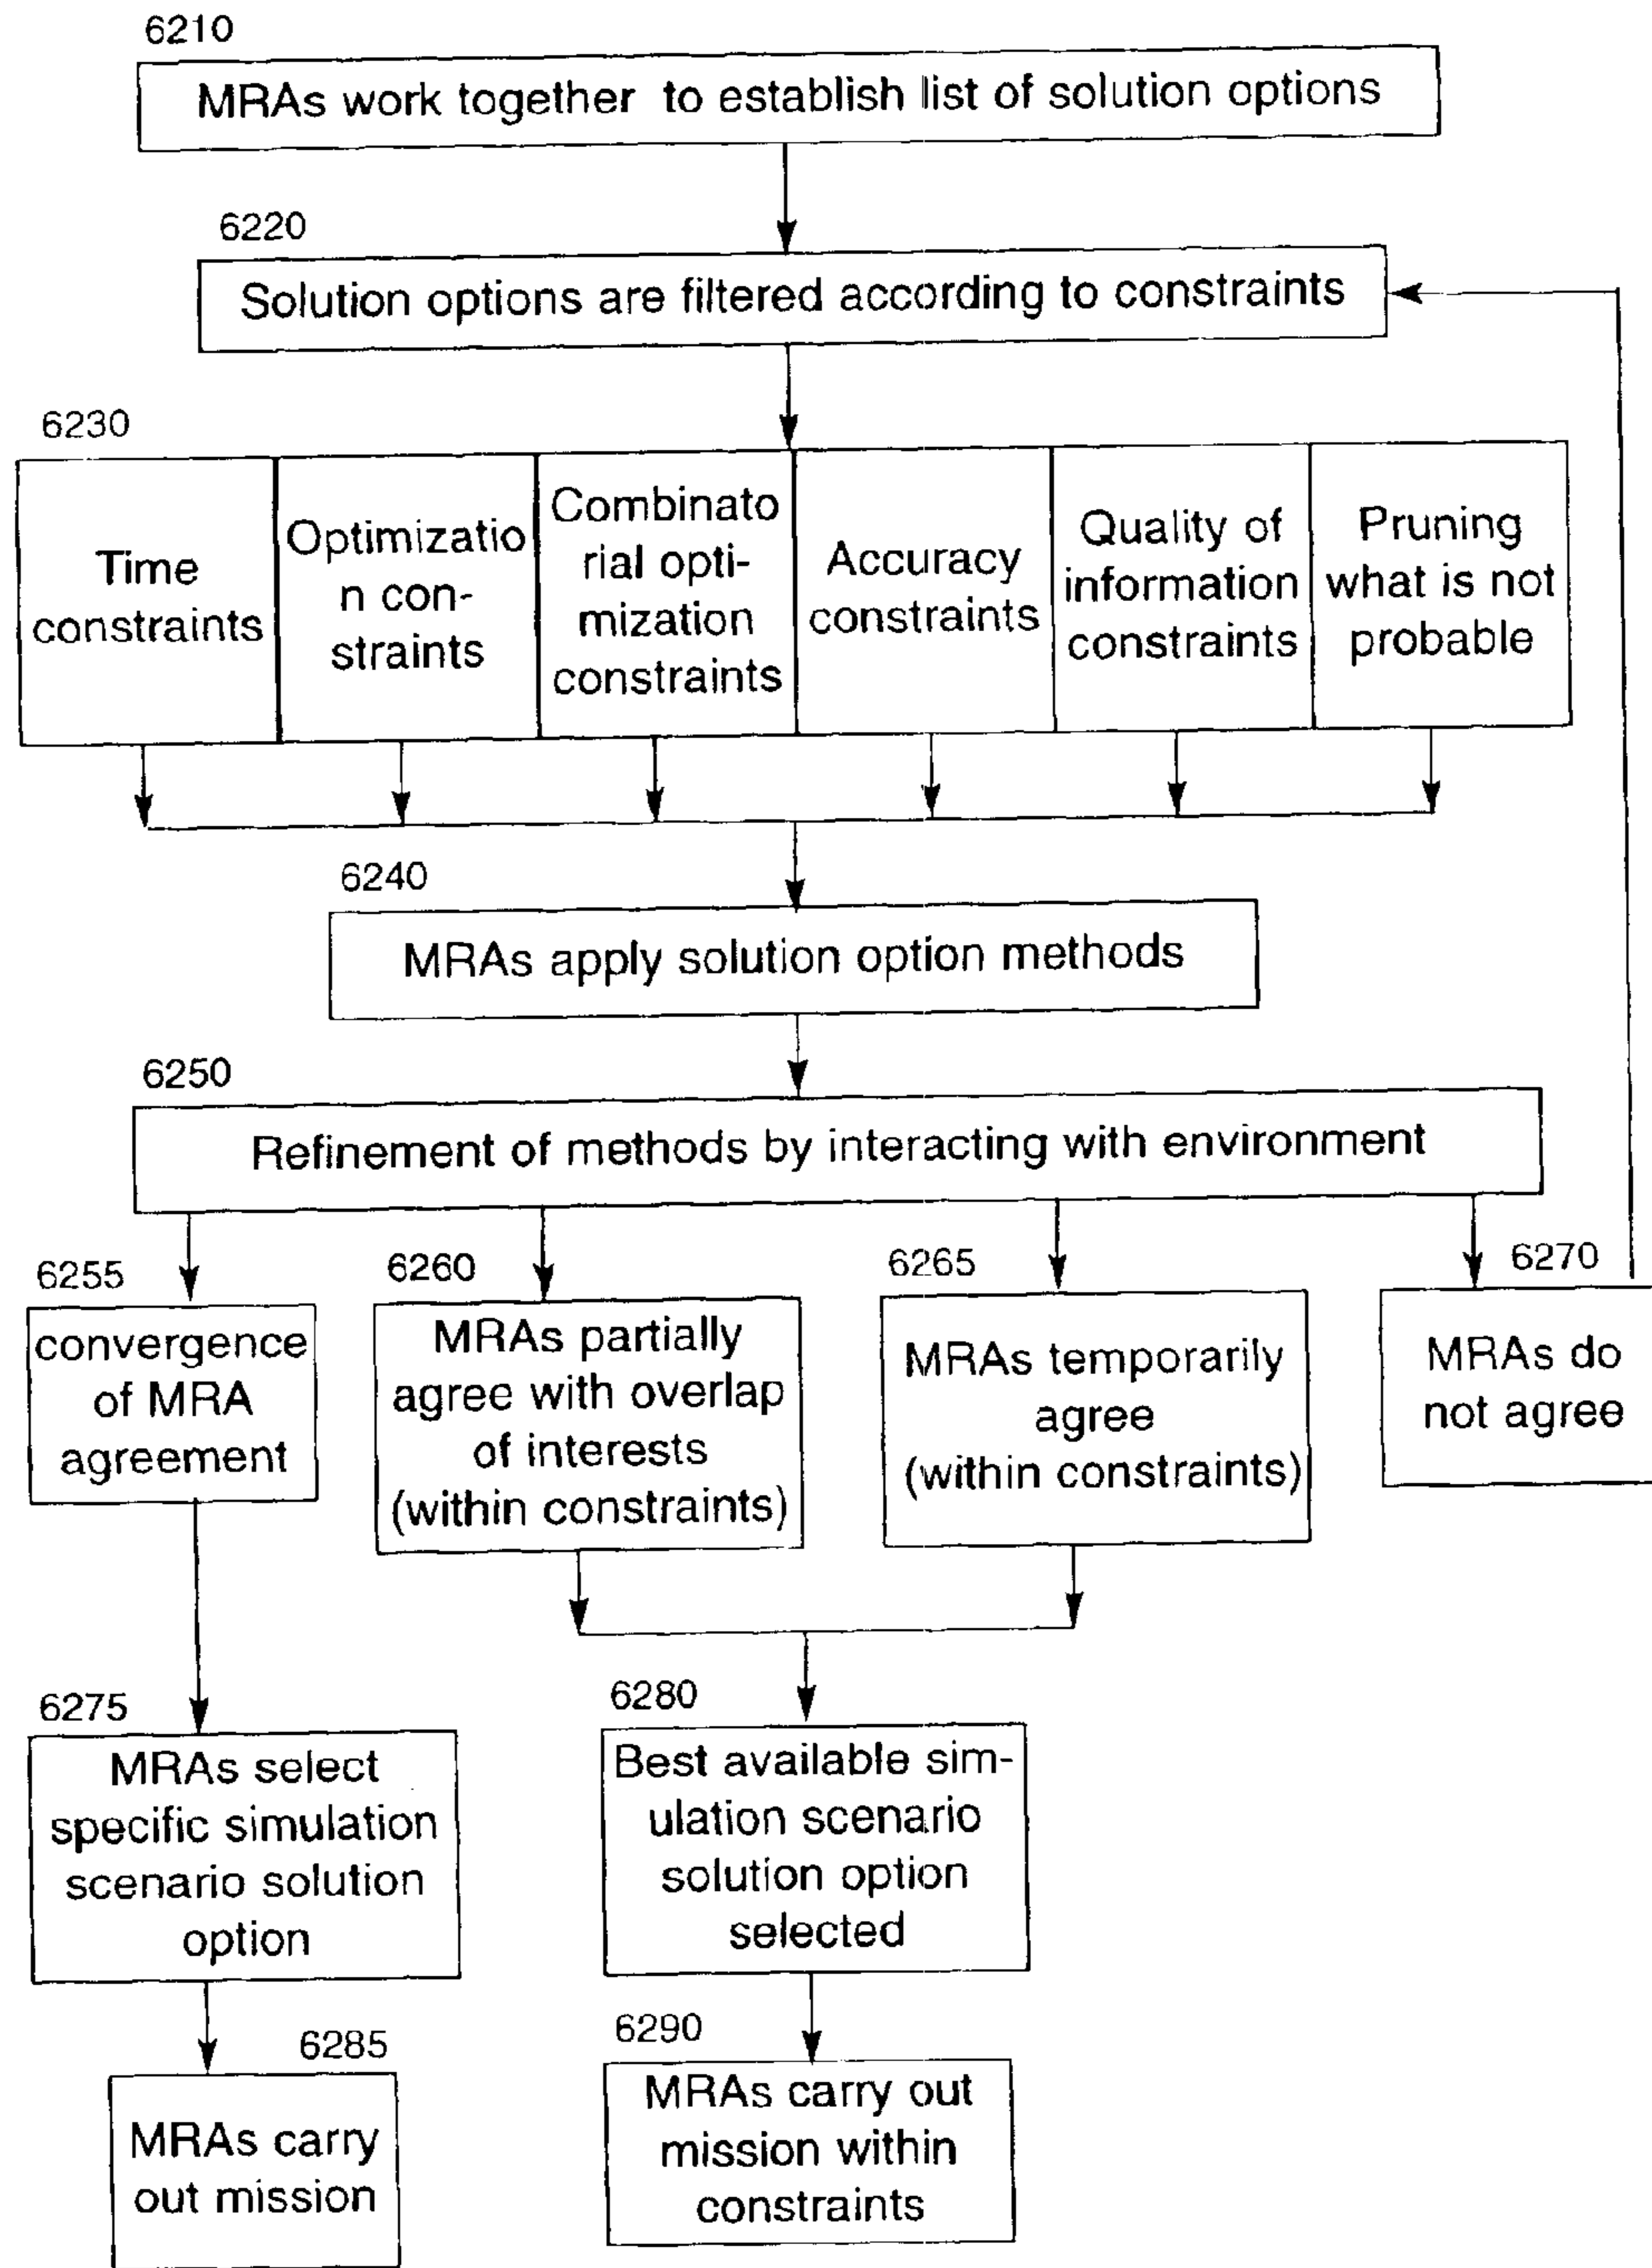 6210
MRAs work together to establish list of solution options
6220
Solution options are filtered according to constraints
6230
Time
constraints
Optimizatio
n con-
straints
Combinato
rial opti-
mization
constraints
Accuracy
constraints
Quality of
information
constraints
Pruning
what is not
probable
6240
MRAs apply solution option methods
6250
Refinement of methods by interacting with environment
6255
convergence
of MRA
agreement
6260
MRAs partially
agree with overlap
of interests
(within constraints)
6265
MRAs temporarily
agree
(within constraints)
6270
MRAs do
not agree
6275
MRAs select
specific simulation
scenario solution
option
6280
Best available sim-
ulation scenario
solution option
selected
6285
MRAs carry
out mission
6290
MRAs carry out
mission within
constraints